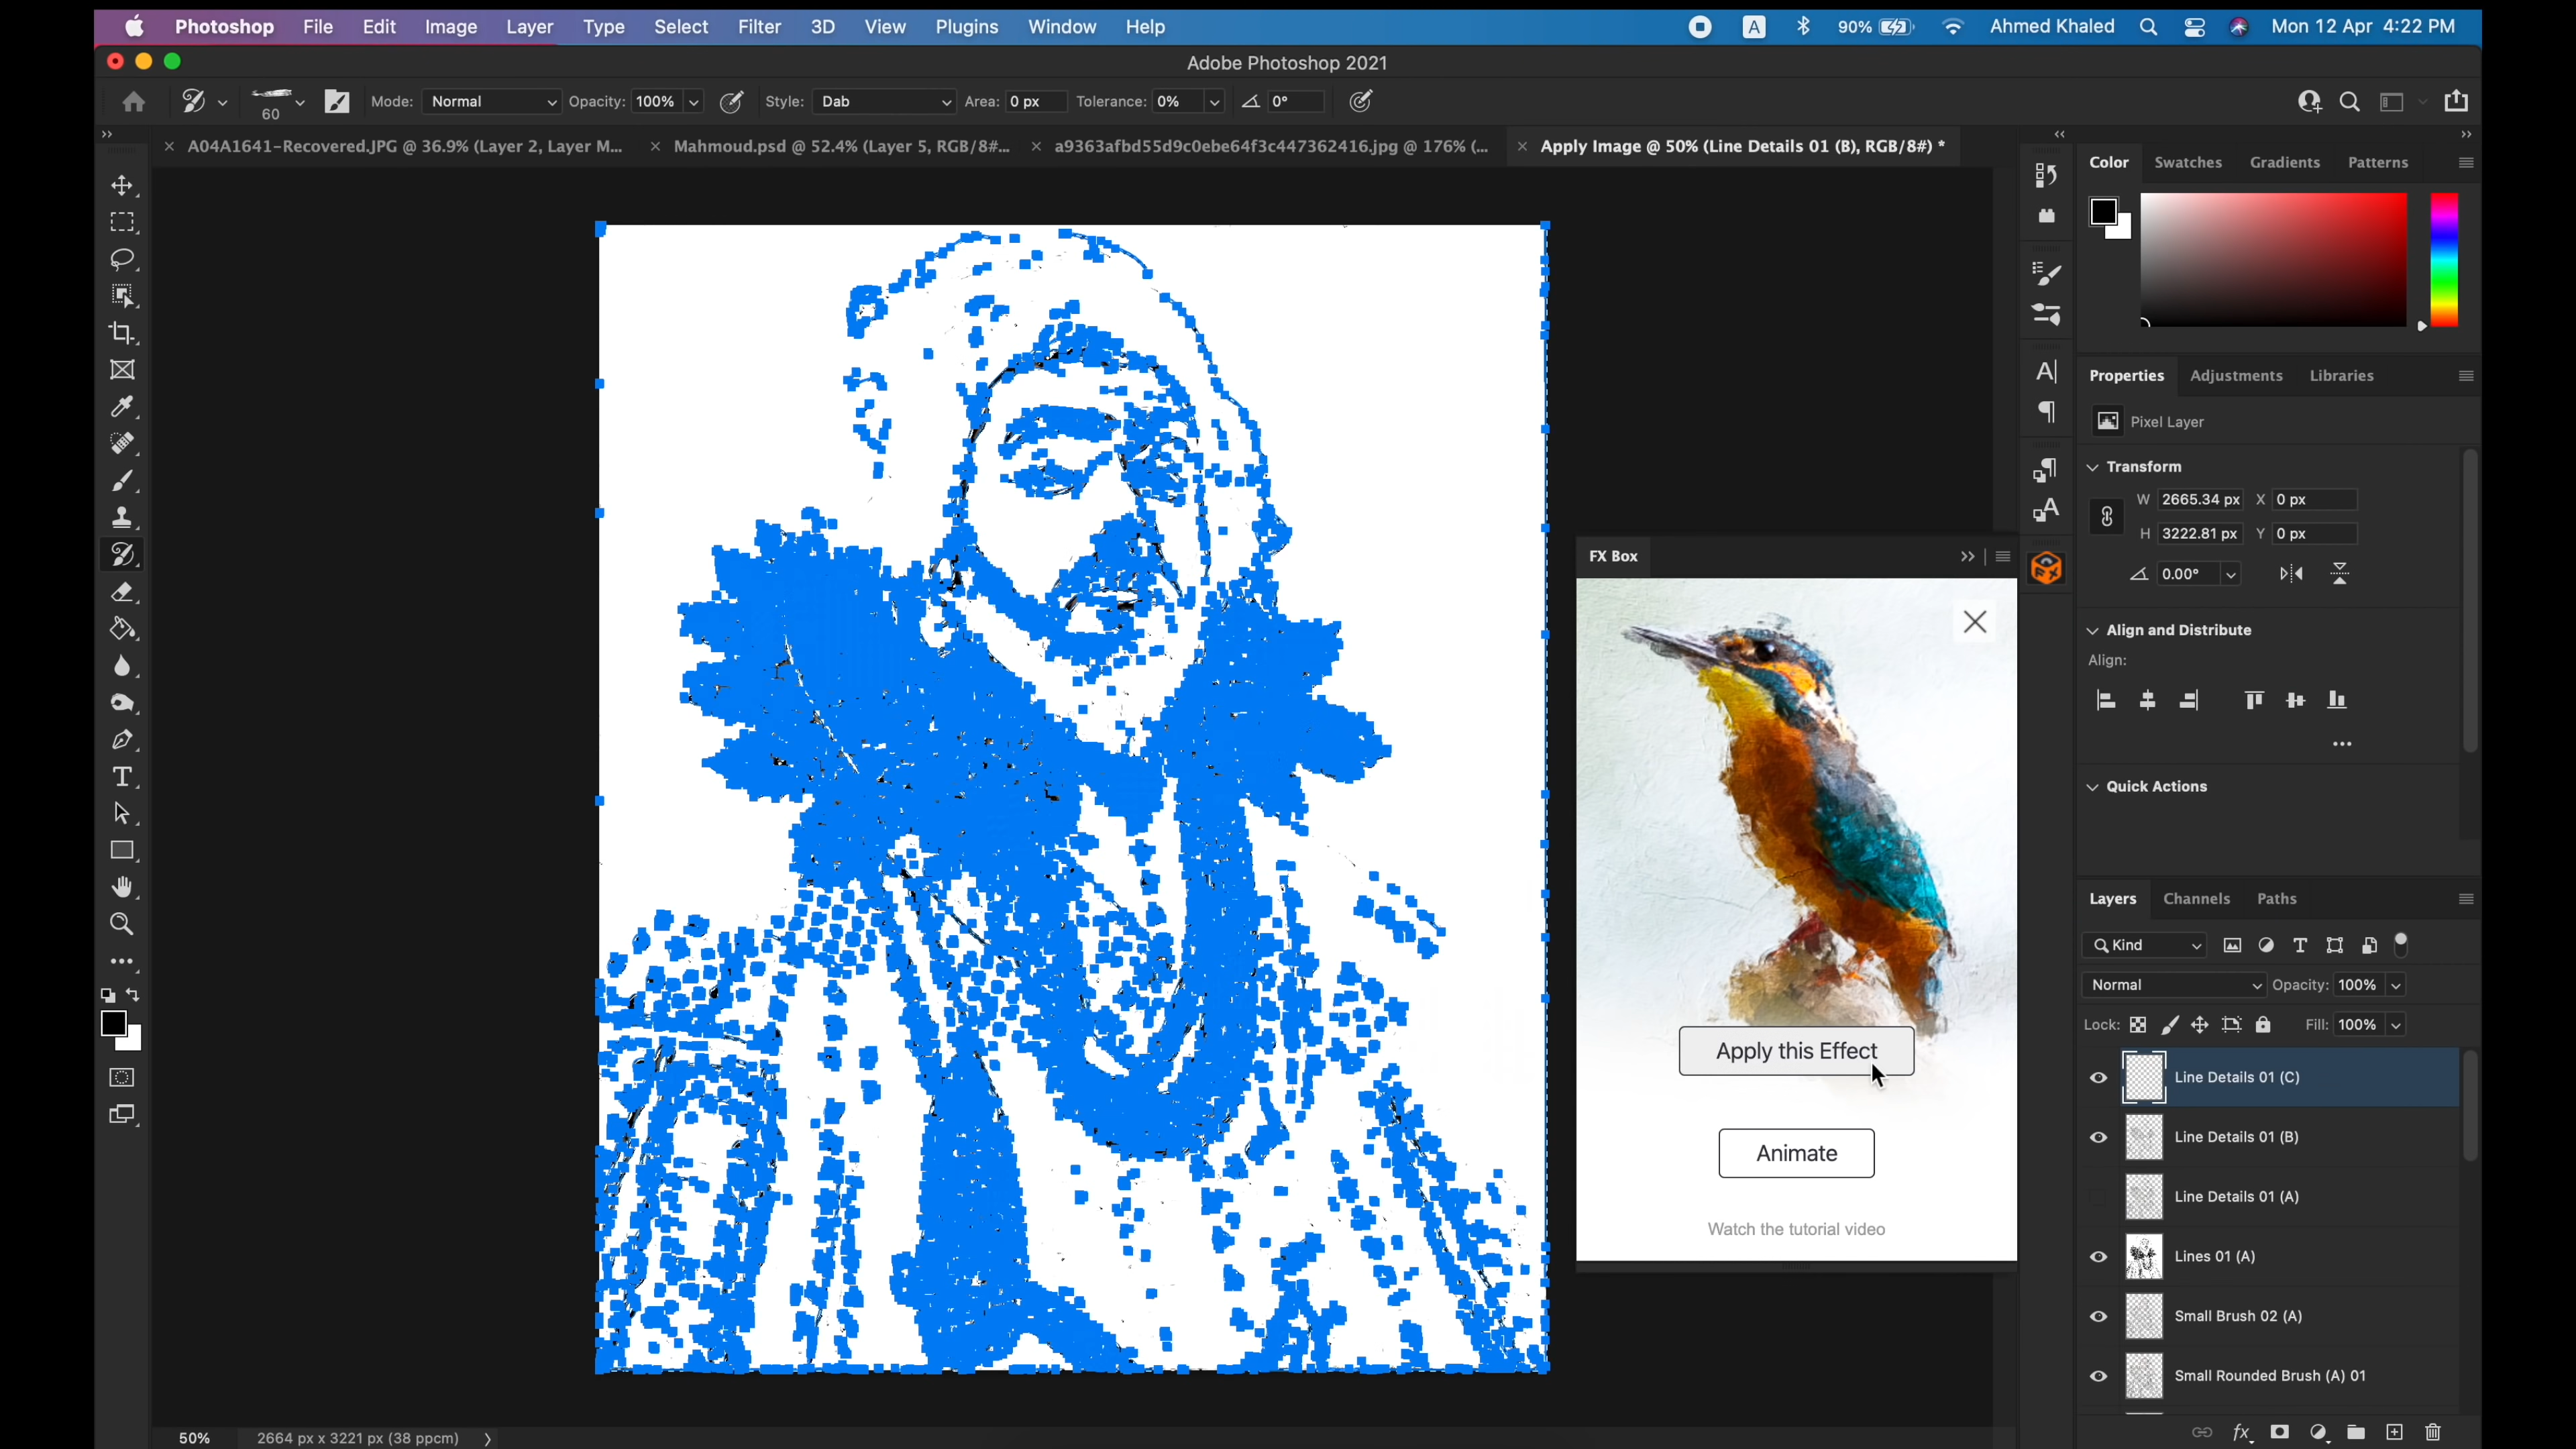 Photoshop File Edit Image Layer Type Select Filter 3D View Plugins Window Help A 90% Ahmed Khaled Mon 12 Apr 4:22 PM
Adobe Photoshop 2021
60 Mode: Normal Opacity: 100% Style: Dab Area: 0 px Tolerance: 0% 0°
A04A1641-Recovered.JPG @ 36.9% (Layer 2, Layer M... Mahmoud.psd @ 52.4% (Layer 5, RGB/8#... a9363afbd55d9c0ebe64f3c447362416.jpg @ 176% (... Apply Image @ 50% (Line Details 01 (B), RGB/8#) *
Color Swatches Gradients Patterns
Properties Adjustments Libraries
Pixel Layer
Transform
W 2665.34 px X 0 px
H 3222.81 px Y 0 px
0.00°
Align and Distribute
Align:
Quick Actions
FX Box
Apply this Effect
Animate
Watch the tutorial video
Layers Channels Paths
Kind
Normal Opacity: 100%
Lock: Fill: 100%
Line Details 01 (C)
Line Details 01 (B)
Line Details 01 (A)
Lines 01 (A)
Small Brush 02 (A)
Small Rounded Brush (A) 01
fx
50% 2664 px x 3221 px (38 ppcm)